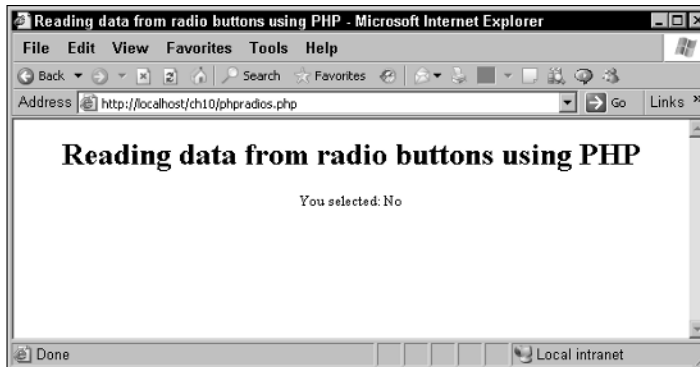 Reading data from radio buttons using PHP - Microsoft Internet Explorer
File Edit View Favorites Tools Help
Back Search Favorites
Address http://localhost/ch10/phpradios.php Go Links »
Reading data from radio buttons using PHP
You selected: No
Done Local intranet